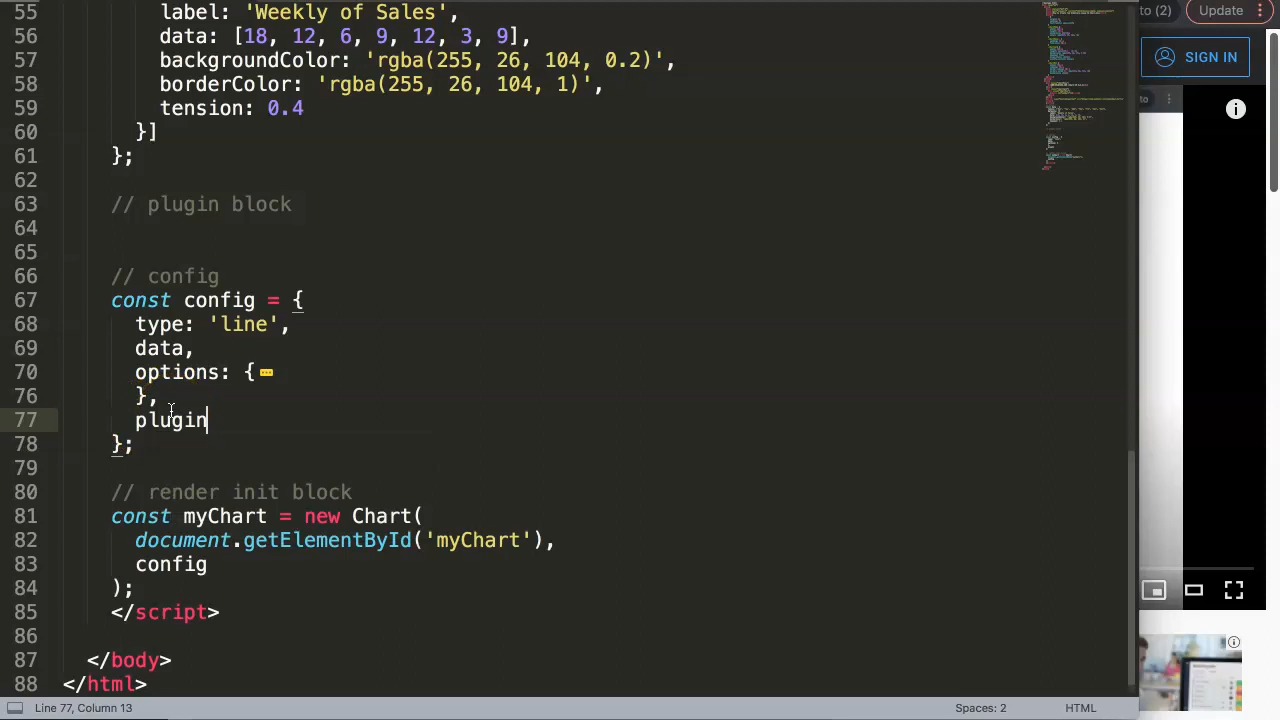 55 label: 'Weekly of Sales',
56 data: [18, 12, 6, 9, 12, 3, 9],
57 backgroundColor: 'rgba(255, 26, 104, 0.2)',
58 borderColor: 'rgba(255, 26, 104, 1)',
59 tension: 0.4
60 }]
61 };
62
63 // plugin block
64
65
66 // config
67 const config = {
68 type: 'line',
69 data,
70 options: {
76 },
77 plugin
78 };
79
80 // render init block
81 const myChart = new Chart(
82 document.getElementById('myChart'),
83 config
84 );
85 </script>
86
87 </body>
88 </html>
Line 77, Column 13
Spaces: 2
HTML
to (2)
Update
SIGN IN
to